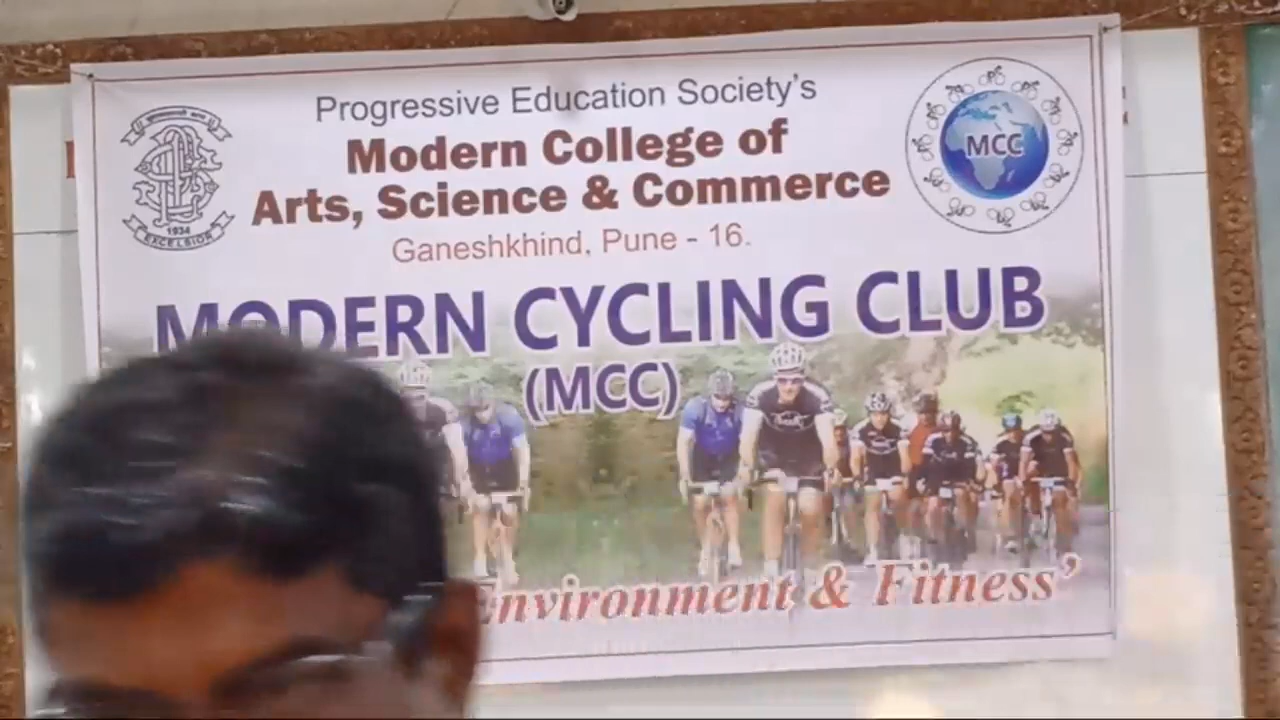 Progressive Education Society's
Modern College of
Arts, Science & Commerce
Ganeshkhind, Pune - 16.
MODERN CYCLING CLUB
(MCC)
Environment & Fitness'
1934
EXCELSIOR
MCC